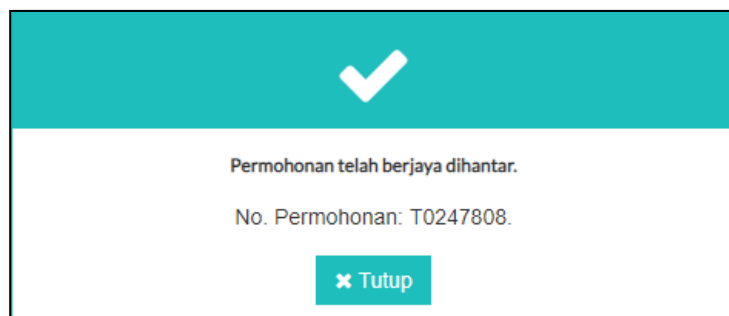 Permohonan telah berjaya dihantar.
No. Permohonan: T0247808.
✖ Tutup